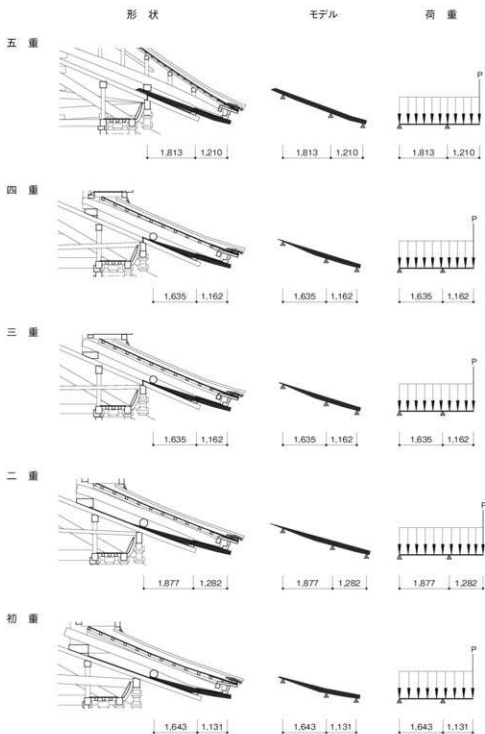 形 状 モデル 荷 重
五 重
P
1,813 1,210 1,813 1,210 1,813 1,210
四 重
P
1,635 1,162 1,635 1,162 1,635 1,162
三 重
P
1,635 1,162 1,635 1,162 1,635 1,162
二 重
P
1,877 1,282 1,877 1,282 1,877 1,282
初 重
P
1,643 1,131 1,643 1,131 1,643 1,131